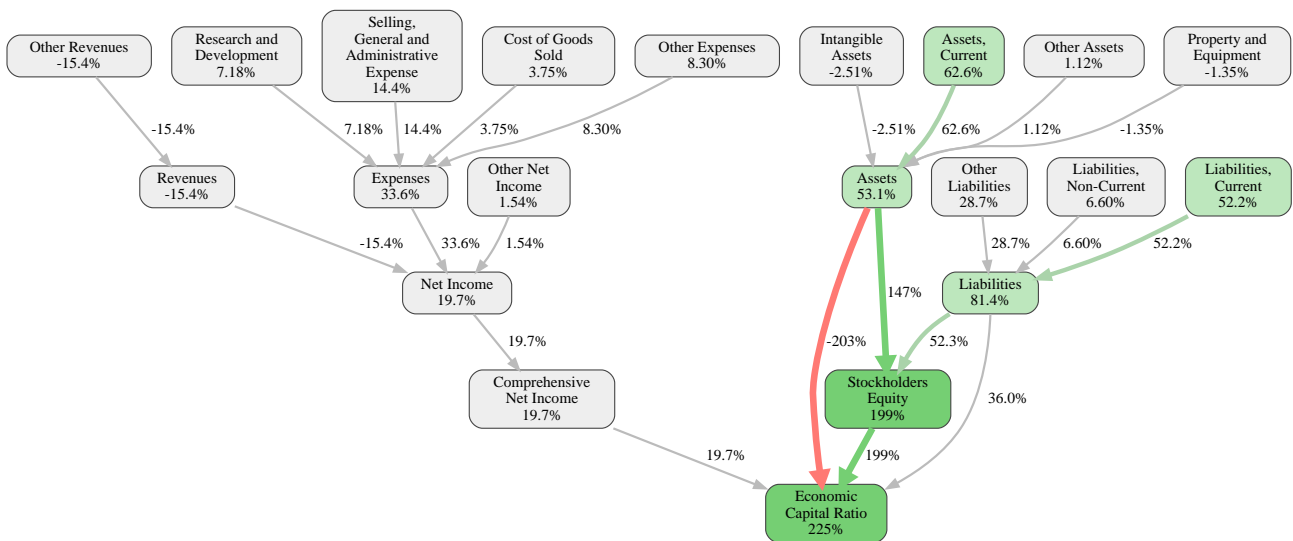 Other Revenues
-15.4%
Research and
Development
7.18%
Selling,
General and
Administrative
Expense
14.4%
Cost of Goods
Sold
3.75%
Other Expenses
8.30%
Intangible
Assets
-2.51%
Assets,
Current
62.6%
Other Assets
1.12%
Property and
Equipment
-1.35%
-15.4%
7.18%
14.4%
3.75%
8.30%
-2.51%
62.6%
1.12%
-1.35%
Revenues
-15.4%
Expenses
33.6%
Other Net
Income
1.54%
Assets
53.1%
Other
Liabilities
28.7%
Liabilities,
Non-Current
6.60%
Liabilities,
Current
52.2%
-15.4%
33.6%
1.54%
28.7%
6.60%
52.2%
Net Income
19.7%
147%
Liabilities
81.4%
19.7%
-203%
52.3%
Comprehensive
Net Income
19.7%
Stockholders
Equity
199%
36.0%
19.7%
199%
Economic
Capital Ratio
225%